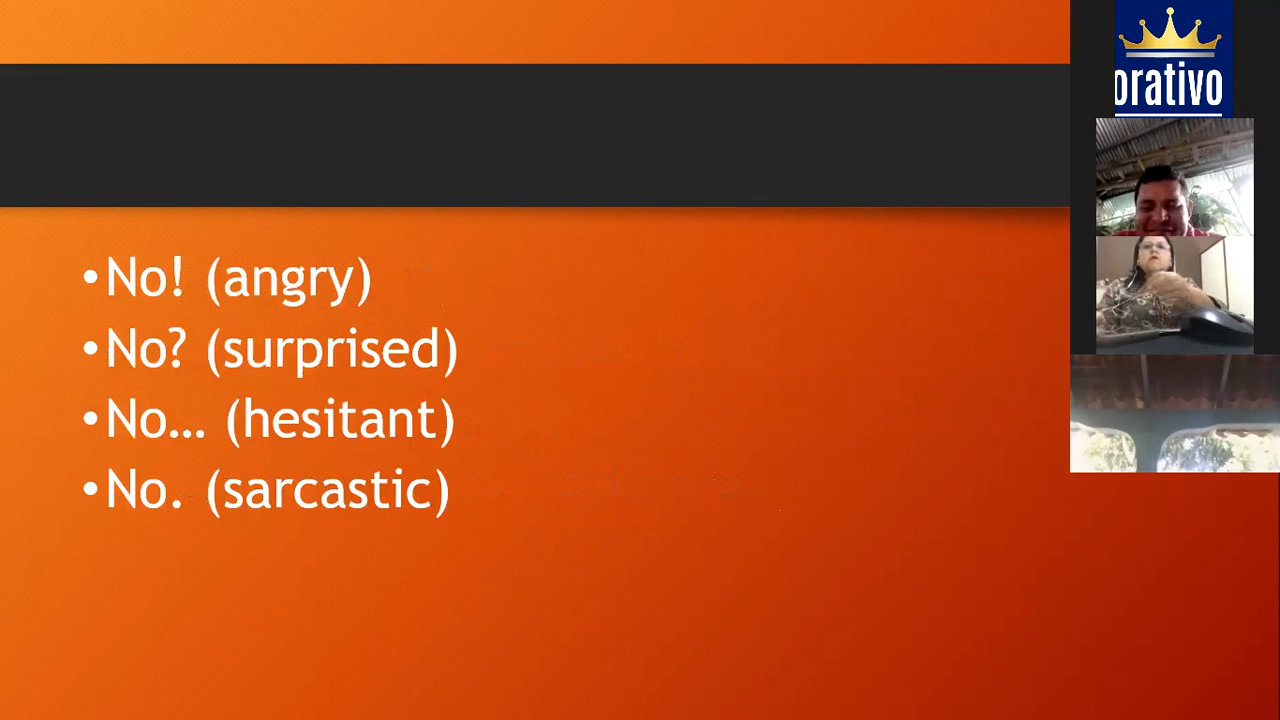 •No! (angry)
•No? (surprised)
•No… (hesitant)
•No. (sarcastic)
orativo